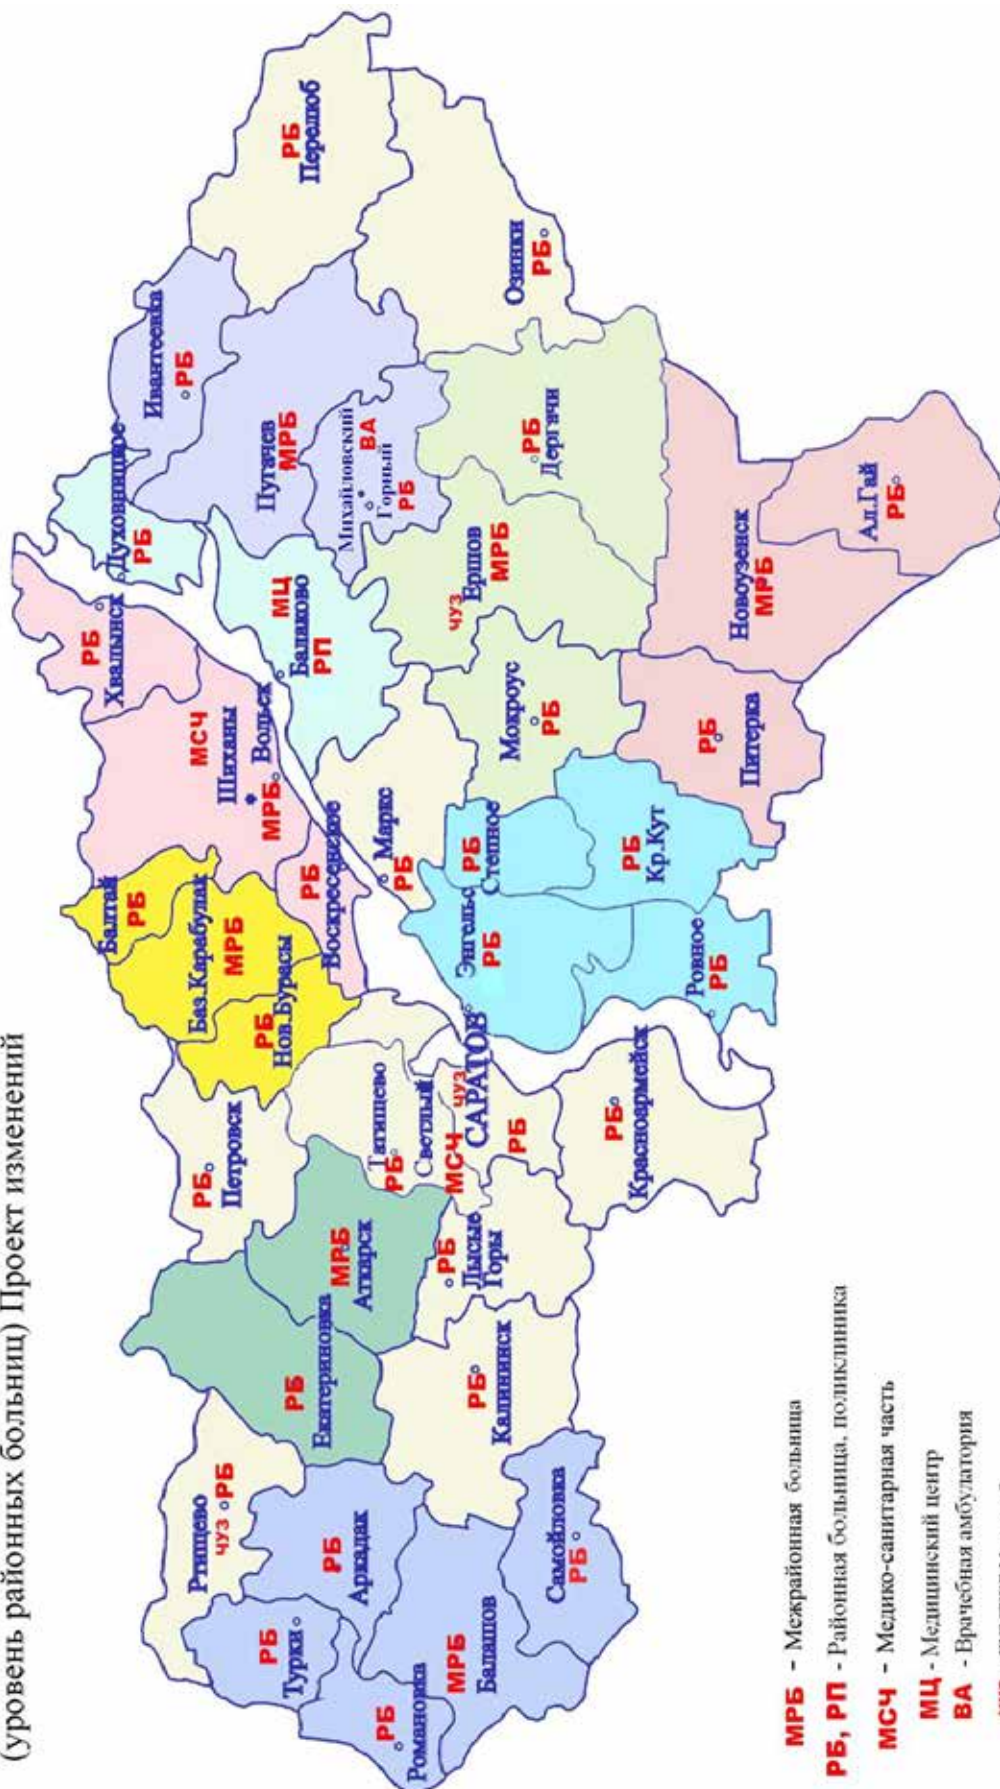 (уровень районных больниц) Проект изменений
Ртищево
ЧУЗ РБ
Турки
РБ
Романовка
РБ
Аркадак
РБ
Балашов
МРБ
Самойловка
РБ
Екатериновка
РБ
Аткарск
МРБ
Калининск
РБ
Лысые
Горы
РБ
Петровск
РБ
Татищево
РБ
Светлый
МСЧ
САРАТОВ
ЧУЗ
РБ
Красноармейск
РБ
Балтай
РБ
Баз.Карабулак
МРБ
Нов.Бурасы
РБ
Воскресенское
РБ
Хвалынск
РБ
Шиханы
МСЧ
Вольск
МРБ
Духовницкое
РБ
Балаково
МЦ
РП
Маркс
РБ
Энгельс
РБ
Степное
РБ
Ровное
РБ
Кр.Кут
РБ
Ивантеевка
РБ
Пугачев
МРБ
Михайловский
ВА
Горный
РБ
Перелюб
РБ
Озинки
РБ
Дергачи
РБ
Ершов
ЧУЗ
МРБ
Мокроус
РБ
Питерка
РБ
Новоузенск
МРБ
Ал.Гай
РБ
МРБ - Межрайонная больница
РБ, РП - Районная больница, поликлиника
МСЧ - Медико-санитарная часть
МЦ - Медицинский центр
ВА - Врачебная амбулатория